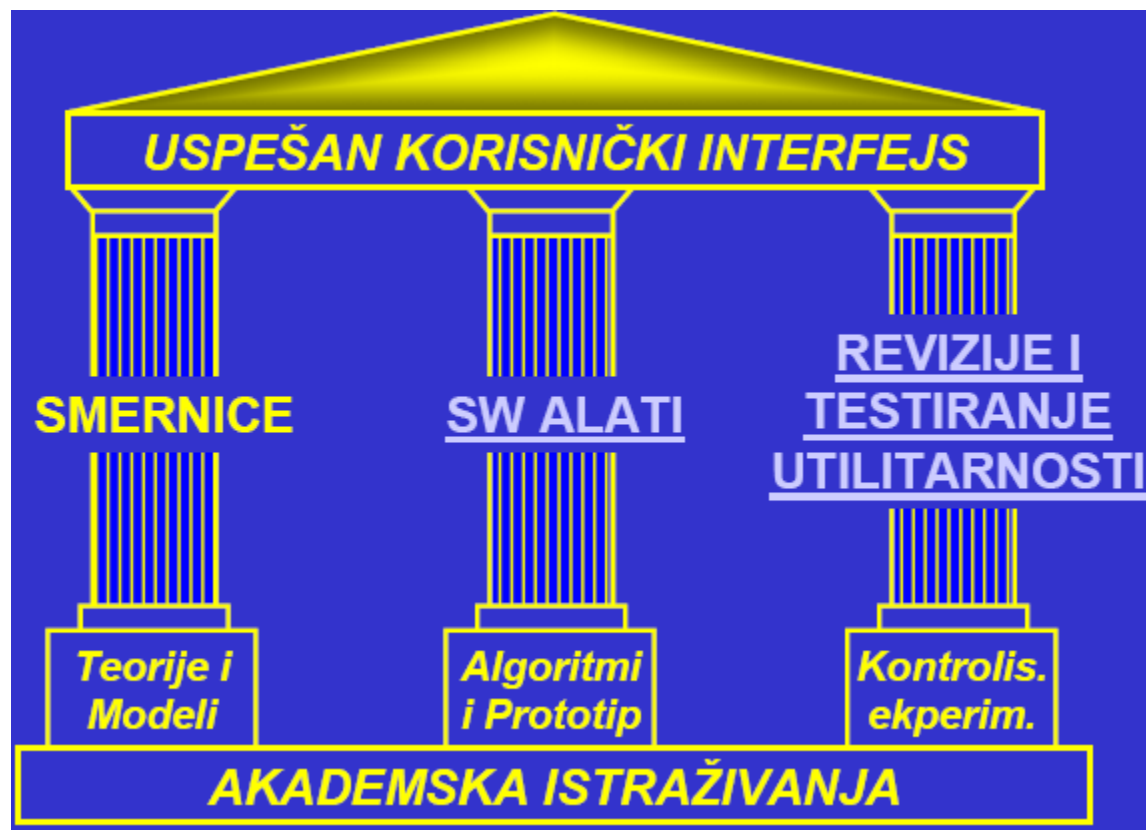 USPEŠAN KORISNIČKI INTERFEJS
SMERNICE
SW ALATI
REVIZIJE I
TESTIRANJE
UTILITARNOSTI
Teorije i
Modeli
Algoritmi
i Prototip
Kontrolis.
ekperim.
AKADEMSKA ISTRAŽIVANJA